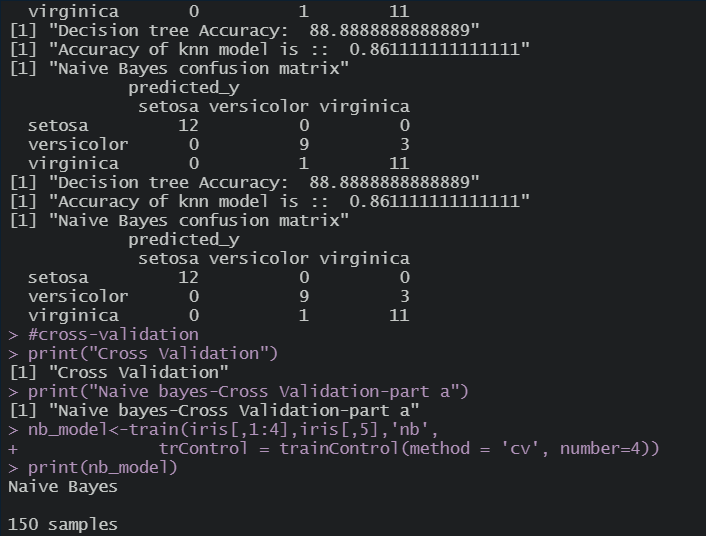 virginica 0 1 11
[1] "Decision tree Accuracy:  88.8888888888889"
[1] "Accuracy of knn model is ::  0.861111111111111"
[1] "Naive Bayes confusion matrix"
predicted_y
setosa versicolor virginica
setosa 12 0 0
versicolor 0 9 3
virginica 0 1 11
[1] "Decision tree Accuracy:  88.8888888888889"
[1] "Accuracy of knn model is ::  0.861111111111111"
[1] "Naive Bayes confusion matrix"
predicted_y
setosa versicolor virginica
setosa 12 0 0
versicolor 0 9 3
virginica 0 1 11
> #cross-validation
> print("Cross Validation")
[1] "Cross Validation"
> print("Naive bayes-Cross Validation-part a")
[1] "Naive bayes-Cross Validation-part a"
> nb_model<-train(iris[,1:4],iris[,5],'nb',
+ trControl = trainControl(method = 'cv', number=4))
> print(nb_model)
Naive Bayes
150 samples